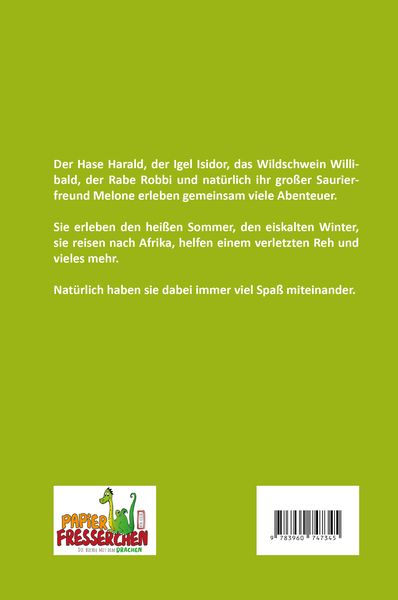 Der Hase Harald, der Igel Isidor, das Wildschwein Willi-
bald, der Rabe Robbi und natürlich ihr großer Saurier-
freund Melone erleben gemeinsam viele Abenteuer.
Sie erleben den heißen Sommer, den eiskalten Winter,
sie reisen nach Afrika, helfen einem verletzten Reh und
vieles mehr.
Natürlich haben sie dabei immer viel Spaß miteinander.
PAPIER
FRESSERCHEN
DIE BÜCHER MIT DEM DRACHEN
9 783960 747345